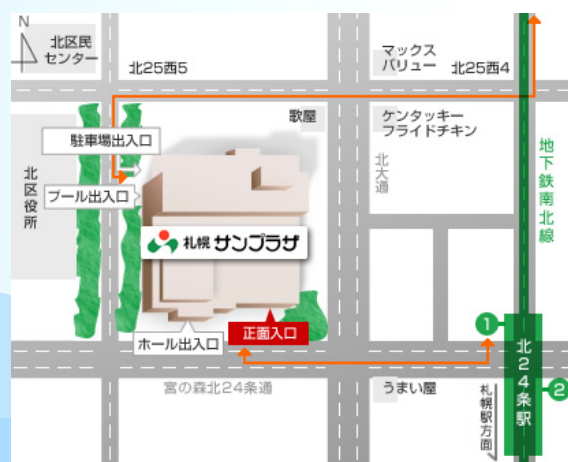 N
北区民
センター
北25西5
マックス
バリュー
北25西4
歌屋
ケンタッキー
フライドチキン
駐車場出入口
北区役所
プール出入口
北大通
地下鉄南北線
札幌 サンプラザ
正面入口
ホール出入口
1
北24条駅
2
宮の森北24条通
うまい屋
札幌駅方面